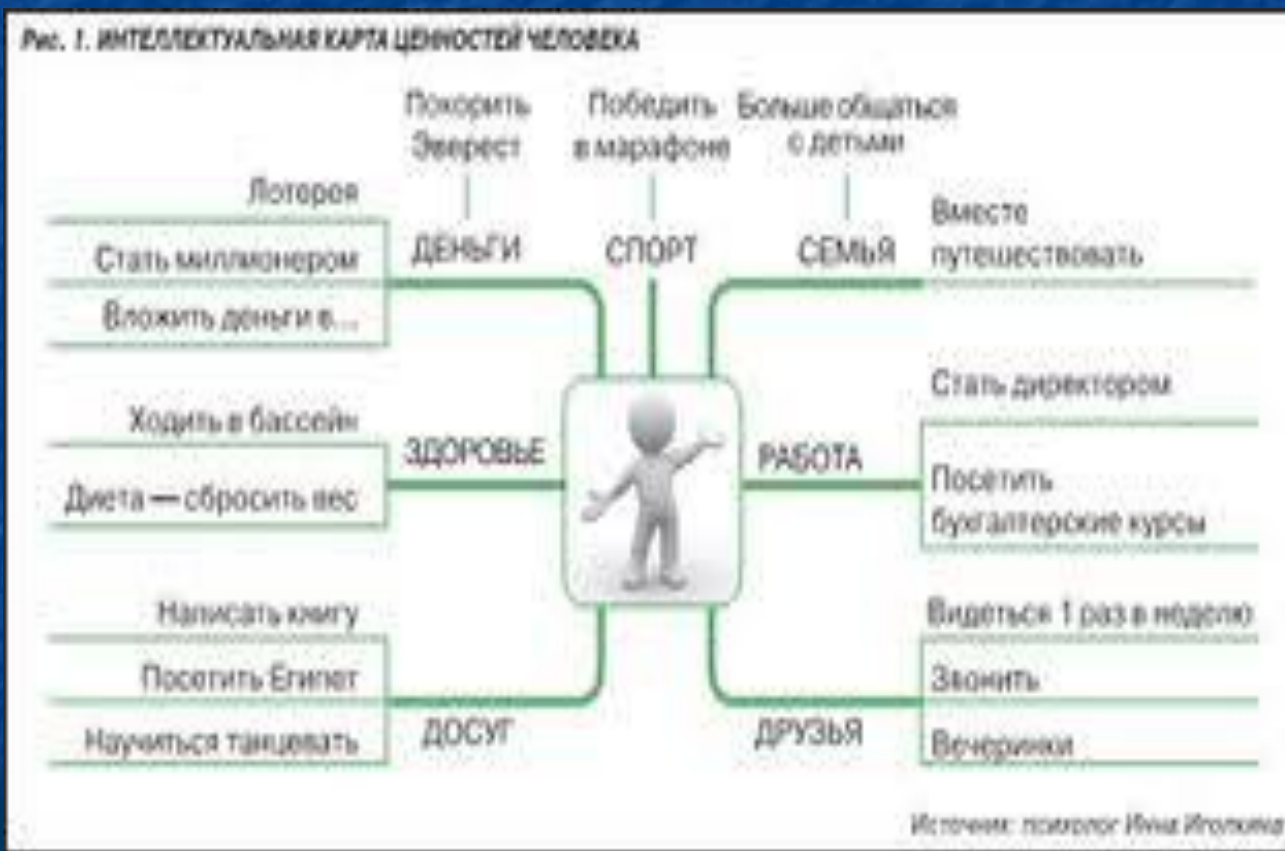 Рис. 1. ИНТЕЛЛЕКТУАЛЬНАЯ КАРТА ЦЕННОСТЕЙ ЧЕЛОВЕКА
Покорить
Эверест
Победить
в марафоне
Больше общаться
с детьми
Лотерея
Стать миллионером
Вложить деньги в...
ДЕНЬГИ
СПОРТ
СЕМЬЯ
Вместе
путешествовать
Ходить в бассейн
Диета — сбросить вес
ЗДОРОВЬЕ
РАБОТА
Стать директором
Посетить
бухгалтерские курсы
Написать книгу
Посетить Египет
Научиться танцевать
ДОСУГ
ДРУЗЬЯ
Видеться 1 раз в неделю
Звонить
Вечеринки
Источник: психолог Инна Иголкина